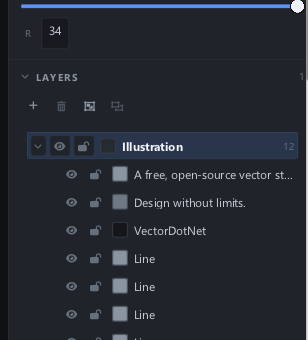 R 34
LAYERS 1
Illustration 12
A free, open-source vector st...
Design without limits.
VectorDotNet
Line
Line
Line